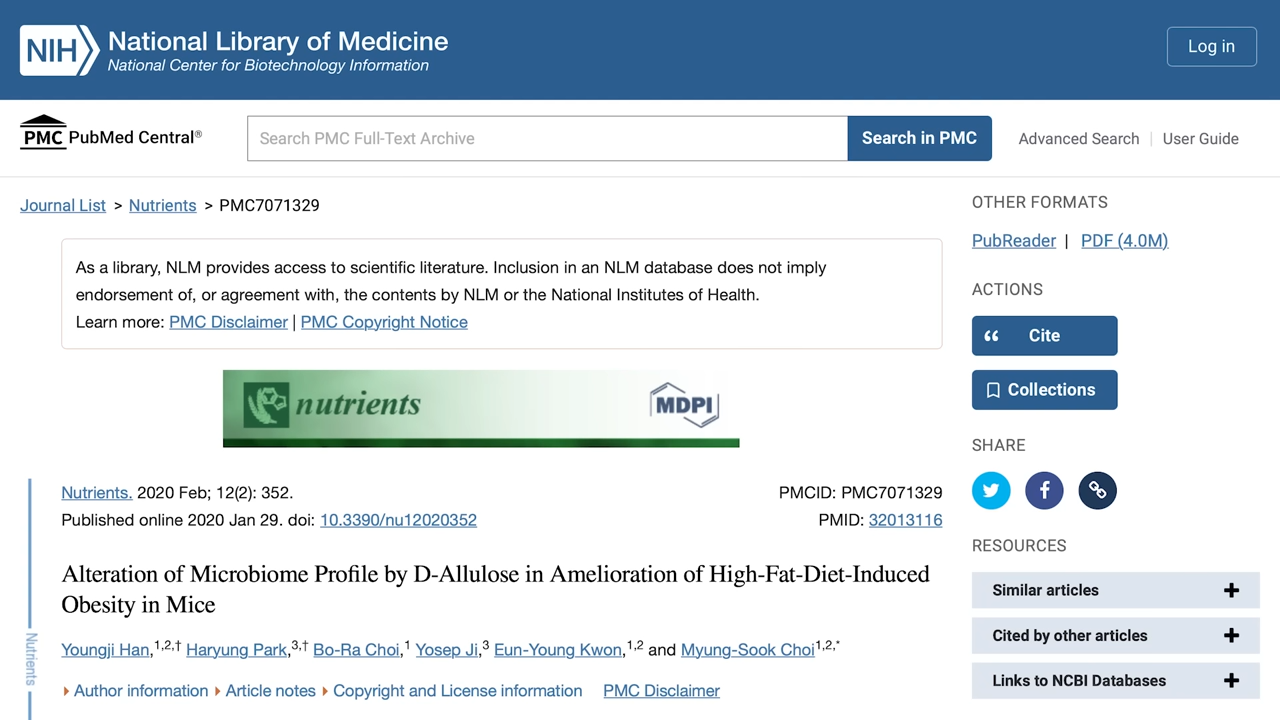 NIH National Library of Medicine
National Center for Biotechnology Information
Log in
PMC PubMed Central®
Search PMC Full-Text Archive
Search in PMC
Advanced Search | User Guide
Journal List > Nutrients > PMC7071329
As a library, NLM provides access to scientific literature. Inclusion in an NLM database does not imply
endorsement of, or agreement with, the contents by NLM or the National Institutes of Health.
Learn more: PMC Disclaimer | PMC Copyright Notice
nutrients
MDPI
Nutrients. 2020 Feb; 12(2): 352.
PMCID: PMC7071329
Published online 2020 Jan 29. doi: 10.3390/nu12020352
PMID: 32013116
Alteration of Microbiome Profile by D-Allulose in Amelioration of High-Fat-Diet-Induced
Obesity in Mice
Youngji Han,1,2,† Haryung Park,3,† Bo-Ra Choi,1 Yosep Ji,3 Eun-Young Kwon,1,2 and Myung-Sook Choi1,2,*
Author information Article notes Copyright and License information PMC Disclaimer
Nutrients
OTHER FORMATS
PubReader | PDF (4.0M)
ACTIONS
Cite
Collections
SHARE
RESOURCES
Similar articles
Cited by other articles
Links to NCBI Databases